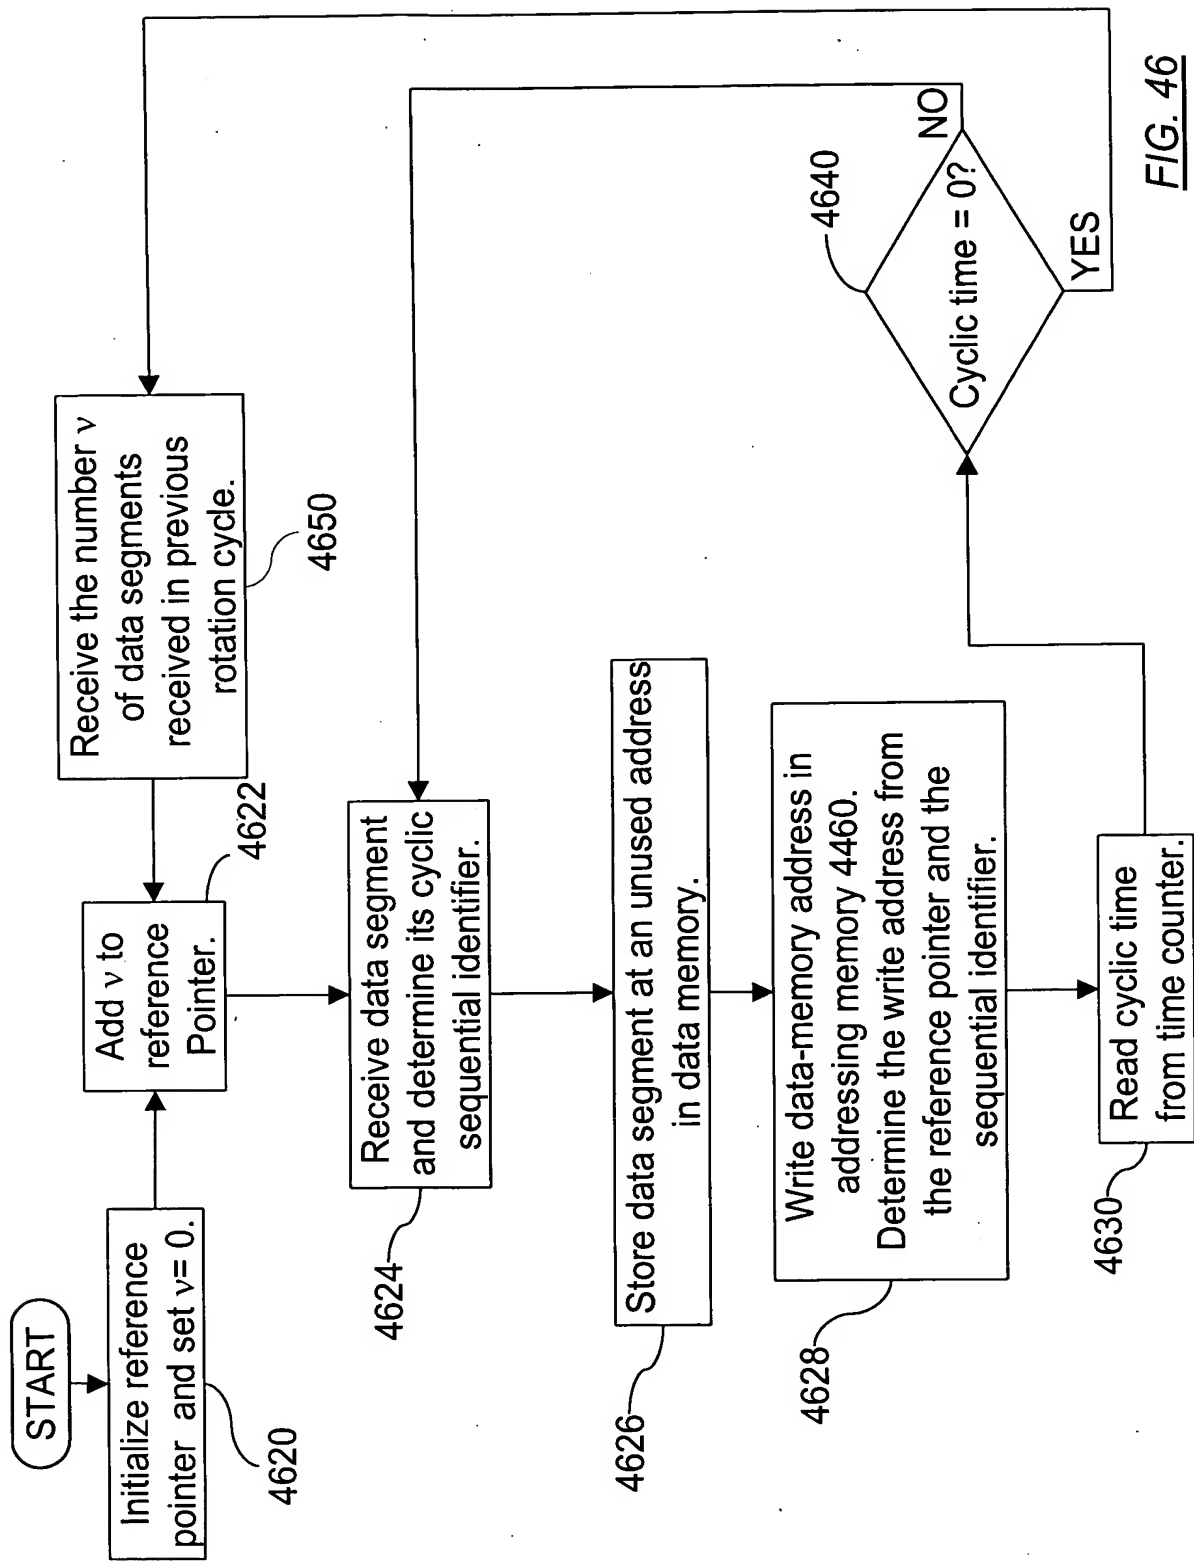 START
Initialize reference
pointer and set ν= 0.
4620
Add ν to
reference
Pointer.
4622
Receive the number ν
of data segments
received in previous
rotation cycle.
4650
Receive data segment
and determine its cyclic
sequential identifier.
4624
Store data segment at an unused address
in data memory.
4626
Write data-memory address in
addressing memory 4460.
Determine the write address from
the reference pointer and the
sequential identifier.
4628
Read cyclic time
from time counter.
4630
Cyclic time = 0?
4640
NO
YES
FIG. 46